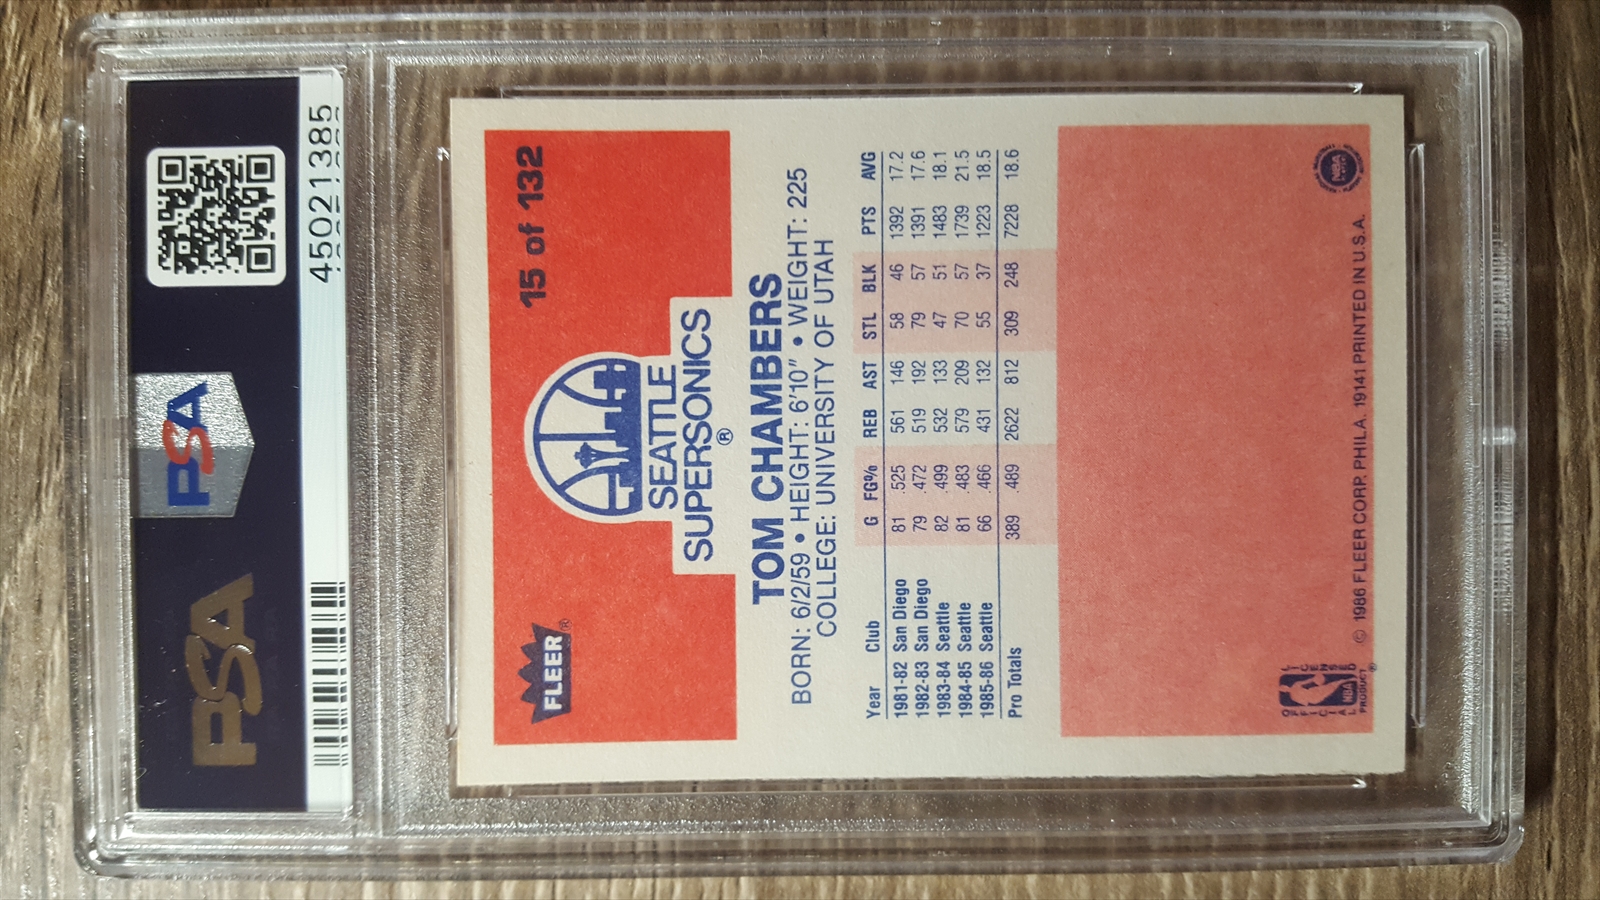 PSA
PSA
45021385
FLEER®
15 of 132
SEATTLE
SUPERSONICS
®
TOM CHAMBERS
BORN: 6/2/59 • HEIGHT: 6'10" • WEIGHT: 225
COLLEGE: UNIVERSITY OF UTAH
Year Club G FG% REB AST STL BLK PTS AVG
1981-82 San Diego 81 .525 561 146 58 46 1392 17.2
1982-83 San Diego 79 .472 519 192 79 57 1391 17.6
1983-84 Seattle 82 .499 532 133 47 51 1483 18.1
1984-85 Seattle 81 .483 579 209 70 57 1739 21.5
1985-86 Seattle 66 .466 431 132 55 37 1223 18.5
Pro Totals 389 .489 2622 812 309 248 7228 18.6
OFFICIAL LICENSED
NBA
PRODUCT ®
© 1986 FLEER CORP. PHILA. 19141 PRINTED IN U.S.A.
NBA